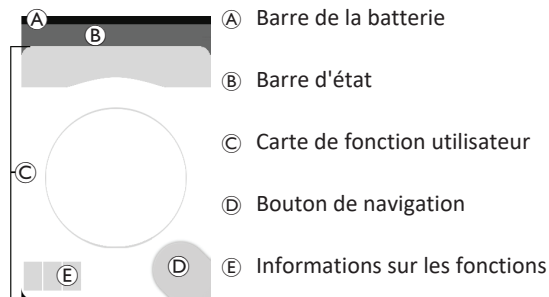 Ⓐ Ⓐ Barre de la batterie
Ⓑ
Ⓑ Barre d'état
Ⓒ Carte de fonction utilisateur
Ⓒ
Ⓓ Bouton de navigation
Ⓔ Ⓓ Ⓔ Informations sur les fonctions